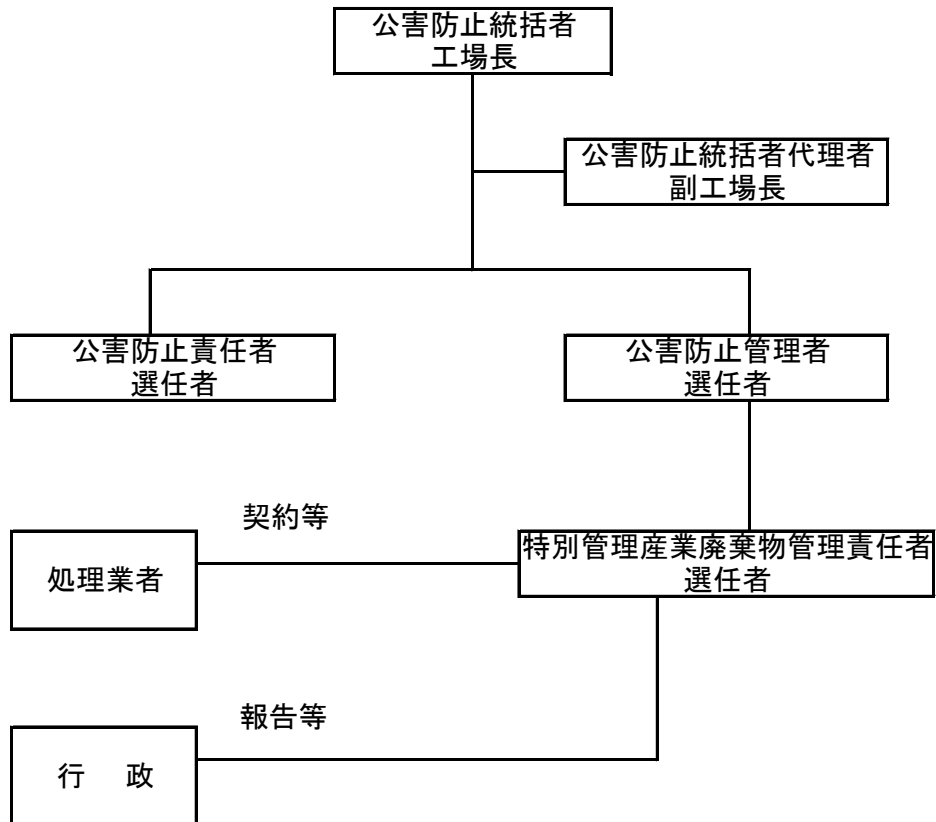 公害防止統括者
工場長
公害防止統括者代理者
副工場長
公害防止責任者
選任者
公害防止管理者
選任者
契約等
処理業者
特別管理産業廃棄物管理責任者
選任者
報告等
行　政